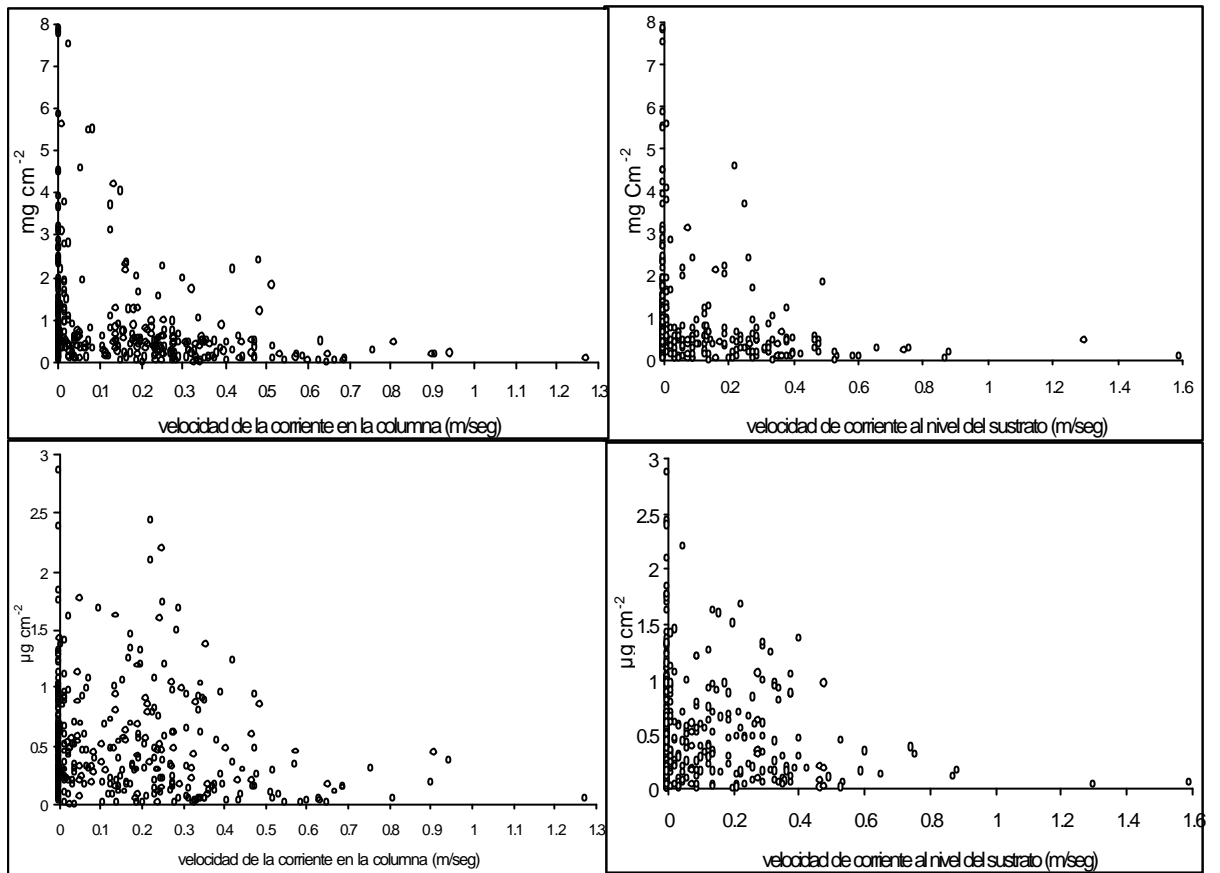 8
7
6
5
4
3
2
1
0
mg cm-2
0 0.1 0.2 0.3 0.4 0.5 0.6 0.7 0.8 0.9 1 1.1 1.2 1.3
velocidad de la corriente en la columna (m/seg)
8
7
6
5
4
3
2
1
0
mg Cm-2
0 0.2 0.4 0.6 0.8 1 1.2 1.4 1.6
velocidad de corriente al nivel del sustrato (m/seg)
3
2.5
2
1.5
1
0.5
0
µg cm-2
0 0.1 0.2 0.3 0.4 0.5 0.6 0.7 0.8 0.9 1 1.1 1.2 1.3
velocidad de la corriente en la columna (m/seg)
3
2.5
2
1.5
1
0.5
0
µg cm-2
0 0.2 0.4 0.6 0.8 1 1.2 1.4 1.6
velocidad de corriente al nivel del sustrato (m/seg)